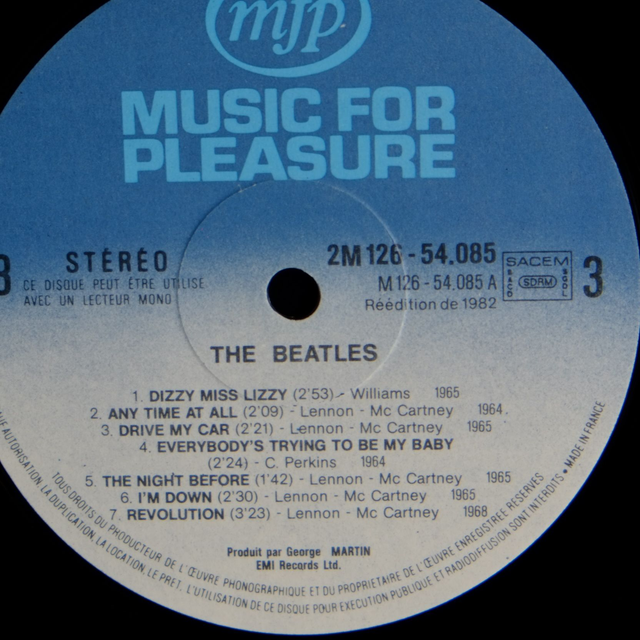 mfp
MUSIC FOR
PLEASURE
STÉRÉO
CE DISQUE PEUT ÊTRE UTILISÉ
AVEC UN LECTEUR MONO
2M 126 - 54.085
M 126 - 54.085 A
Réédition de 1982
SACEM
SDRM
3
THE BEATLES
1. DIZZY MISS LIZZY (2'53) - Williams 1965
2. ANY TIME AT ALL (2'09) - Lennon - Mc Cartney 1964
3. DRIVE MY CAR (2'21) - Lennon - Mc Cartney 1965
4. EVERYBODY'S TRYING TO BE MY BABY
(2'24) - C. Perkins 1964
5. THE NIGHT BEFORE (1'42) - Lennon - Mc Cartney 1965
6. I'M DOWN (2'30) - Lennon - Mc Cartney 1965
7. REVOLUTION (3'23) - Lennon - Mc Cartney 1968
Produit par George MARTIN
EMI Records Ltd.
TOUS DROITS DU PRODUCTEUR DE L'ŒUVRE PHONOGRAPHIQUE ET DU PROPRIETAIRE DE L'ŒUVRE ENREGISTREE RESERVES
AUTORISATION, LA DUPLICATION, LA LOCATION, LE PRET, L'UTILISATION DE CE DISQUE POUR EXECUTION PUBLIQUE ET RADIODIFFUSION SONT INTERDITS • MADE IN FRANCE